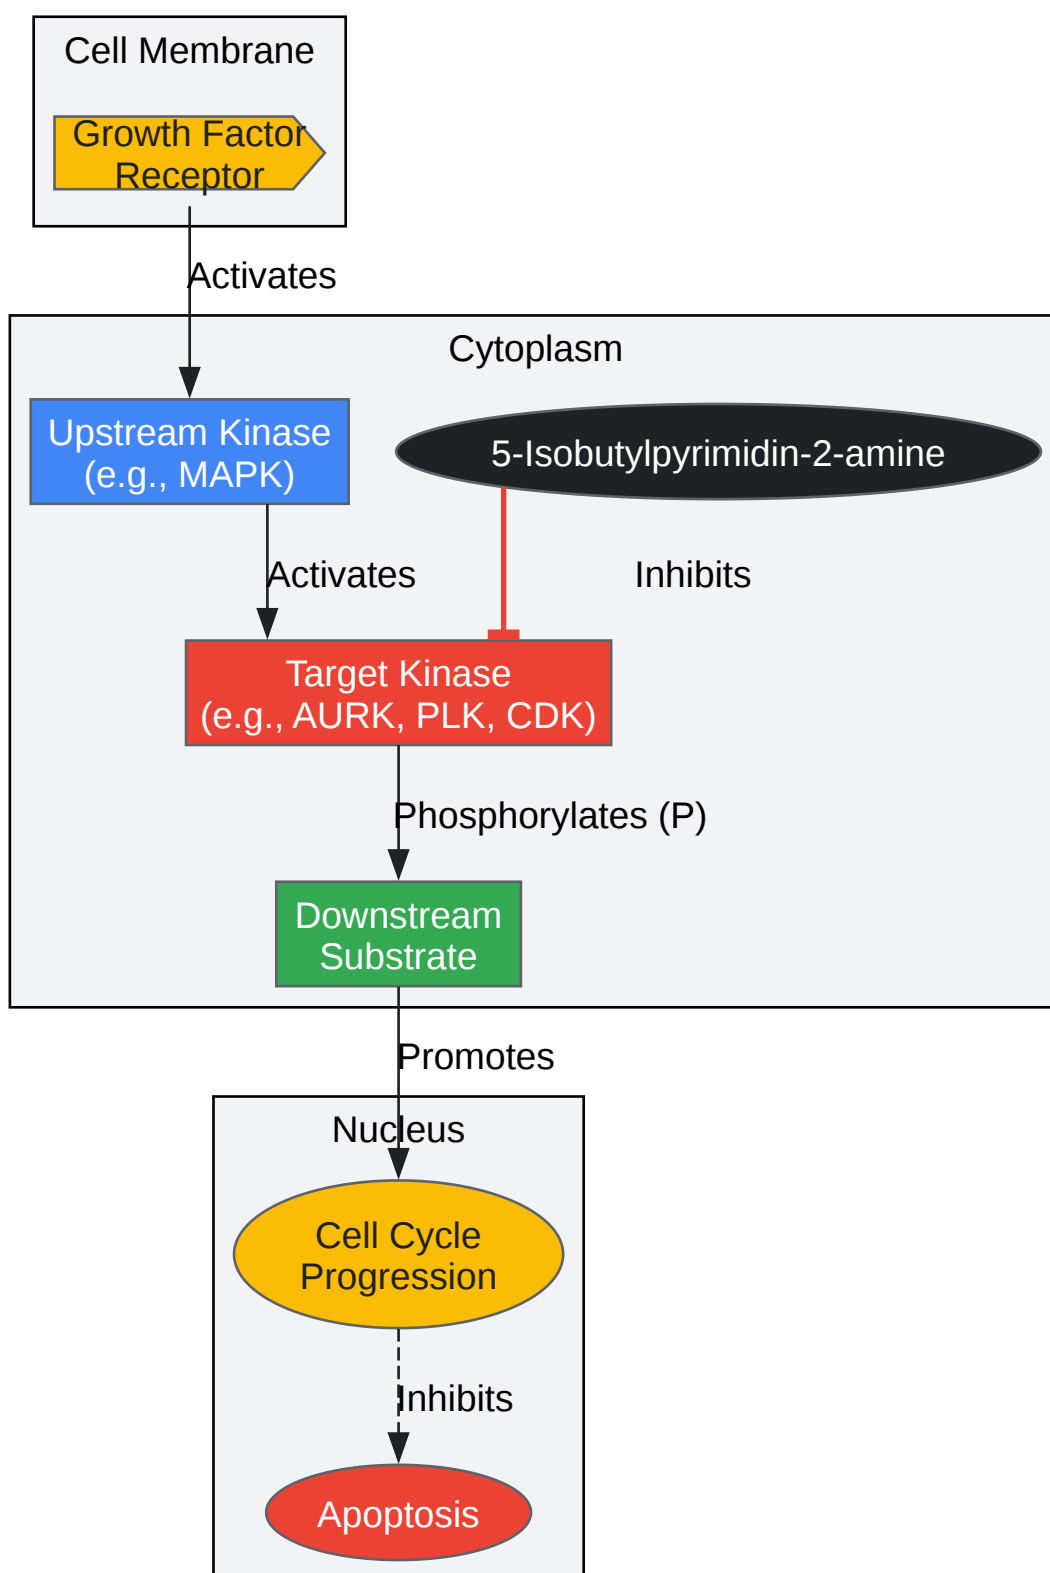 Cell Membrane
Growth Factor
Receptor
Activates
Cytoplasm
Upstream Kinase
(e.g., MAPK)
5-Isobutylpyrimidin-2-amine
Activates
Inhibits
Target Kinase
(e.g., AURK, PLK, CDK)
Phosphorylates (P)
Downstream
Substrate
Promotes
Nucleus
Cell Cycle
Progression
Inhibits
Apoptosis